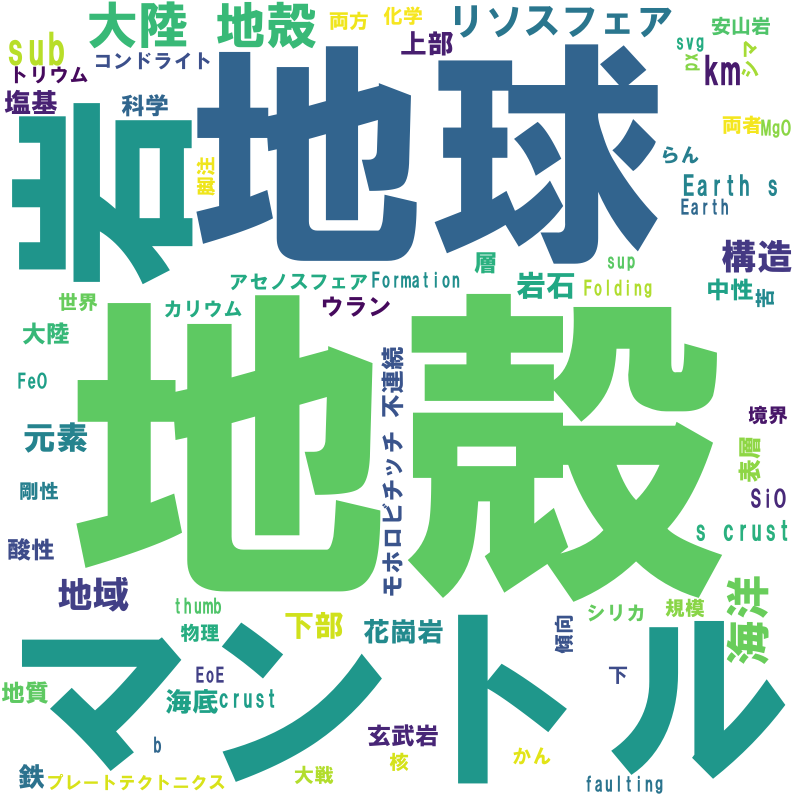 大陸 地殻
両方
化学
リソスフェア
安山岩
sub
トリウム
コンドライト
上部
svg
px
シマ
km
塩基
科学
岩
地球
脚注
両者
MgO
らん
Earth s
Earth
層
sup
構造
アセノスフェア
Formation
岩石
Folding
中性
苦
世界
カリウム
ウラン
大陸
地殻
FeO
モホロビチッチ 不連続
境界
元素
表層
剛性
SiO
s crust
酸性
地域
thumb
物理
下部
花崗岩
傾向
シリカ
規模
海洋
マントル
EoE
下
地質
海底
crust
b
玄武岩
核
かん
鉄
プレートテクトニクス
大戦
faulting